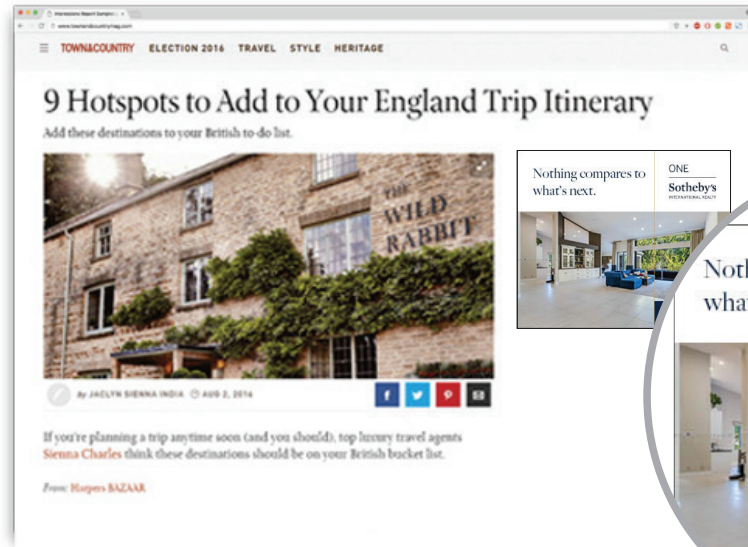 www.townandcountrymag.com
TOWN&COUNTRY ELECTION 2016 TRAVEL STYLE HERITAGE
9 Hotspots to Add to Your England Trip Itinerary
Add these destinations to your British to-do list.
THE
WILD
RABBIT
By JACLYN SIENNA INDIA AUG 2, 2016
If you're planning a trip anytime soon (and you should), top luxury travel agents
Sienna Charles think these destinations should be on your British bucket list.
From: Harpers BAZAAR
Nothing compares to
what's next.
ONE
Sotheby's
INTERNATIONAL REALTY
Noth
what